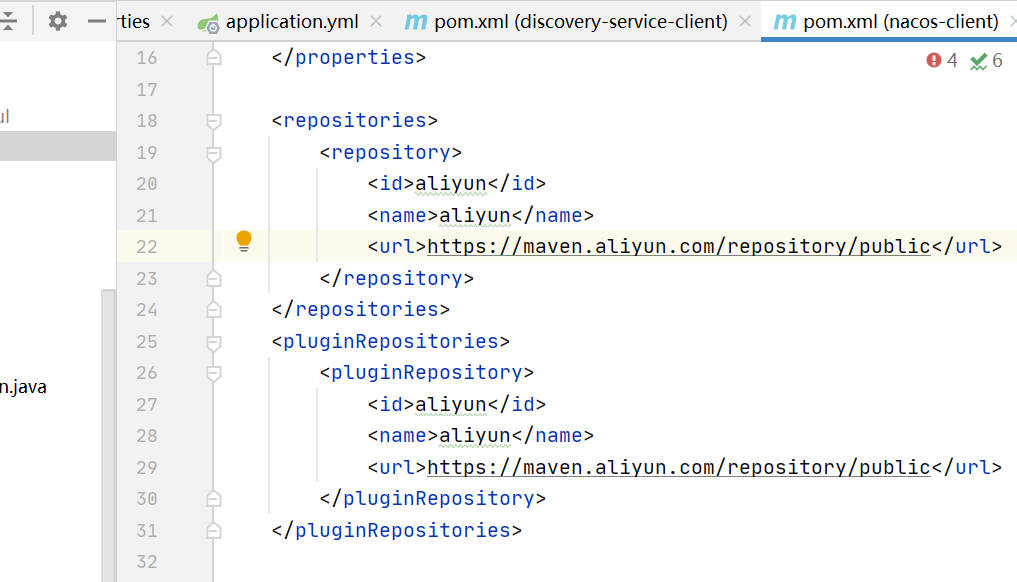 rties
application.yml
pom.xml (discovery-service-client)
pom.xml (nacos-client)
4
6
ul
n.java
16 </properties>
17
18 <repositories>
19 <repository>
20 <id>aliyun</id>
21 <name>aliyun</name>
22 <url>https://maven.aliyun.com/repository/public</url>
23 </repository>
24 </repositories>
25 <pluginRepositories>
26 <pluginRepository>
27 <id>aliyun</id>
28 <name>aliyun</name>
29 <url>https://maven.aliyun.com/repository/public</url>
30 </pluginRepository>
31 </pluginRepositories>
32